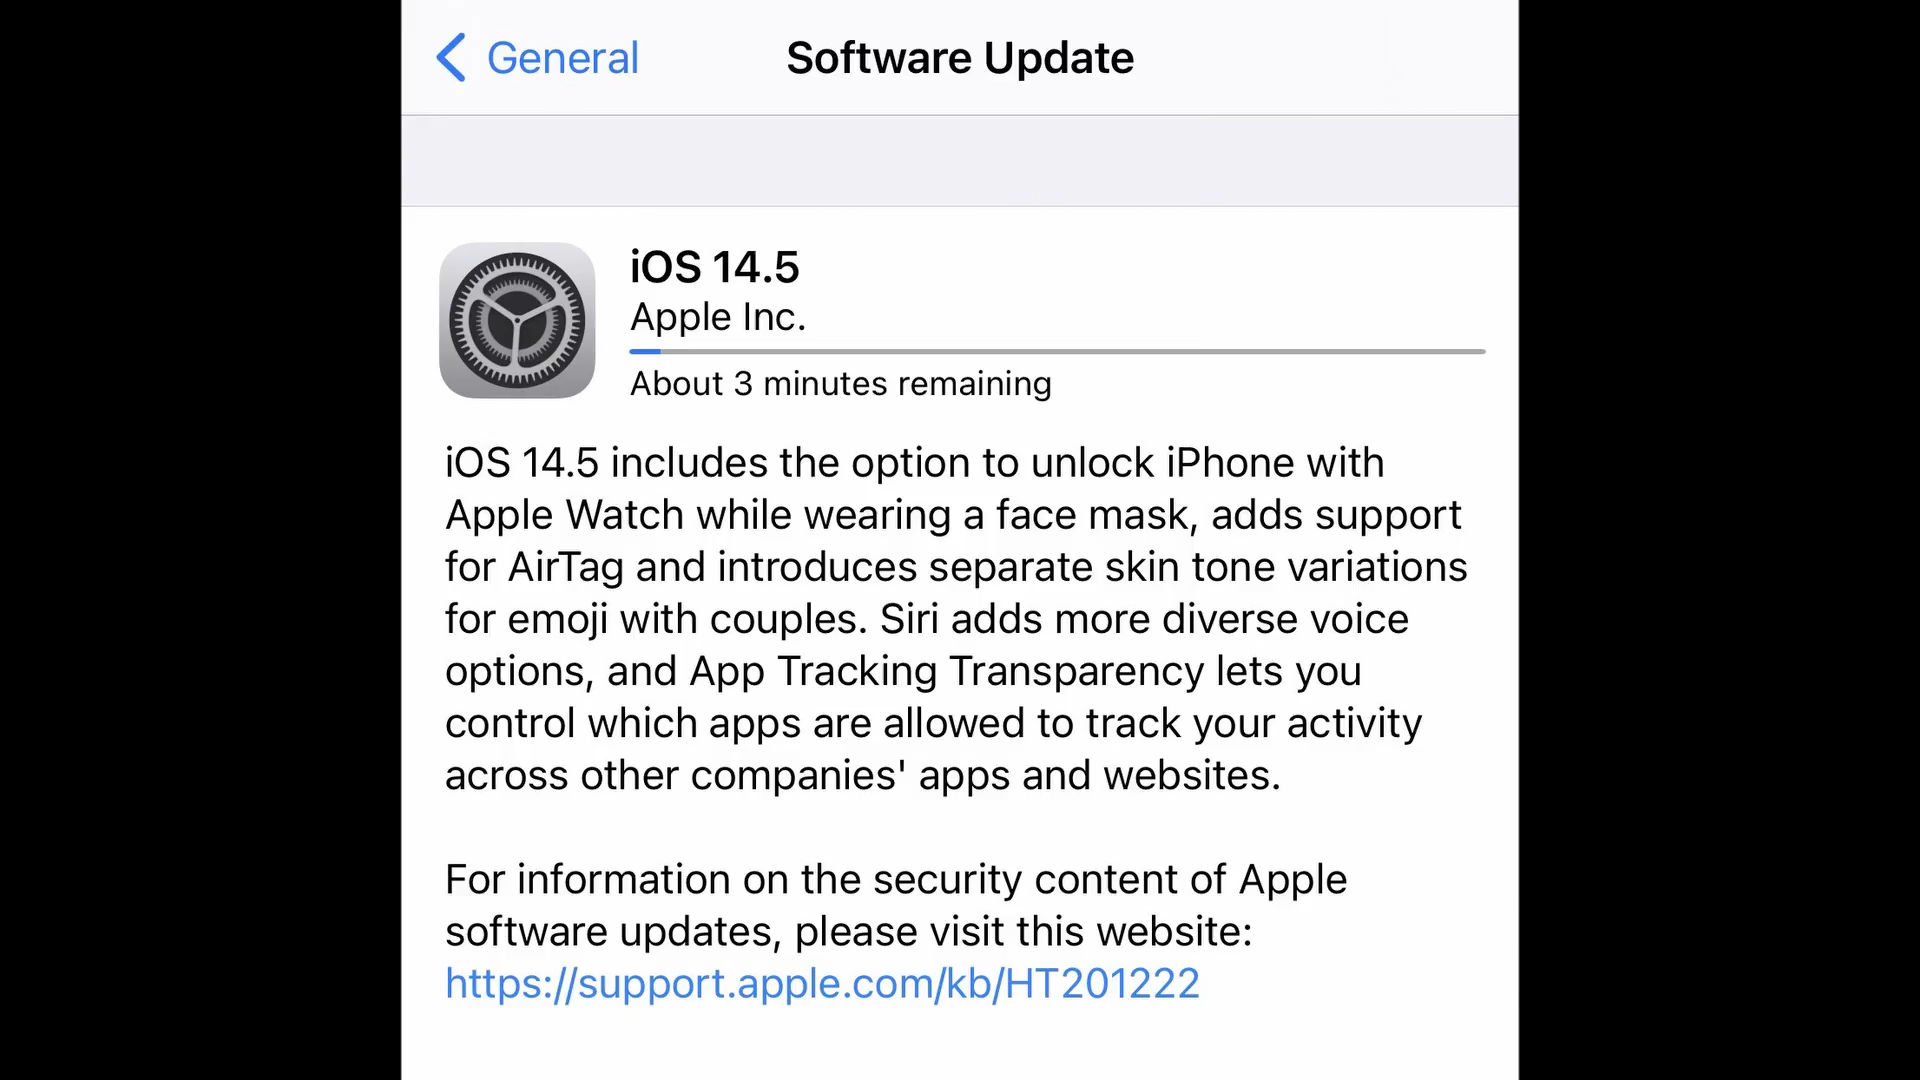 General
Software Update
iOS 14.5
Apple Inc.
About 3 minutes remaining
iOS 14.5 includes the option to unlock iPhone with
Apple Watch while wearing a face mask, adds support
for AirTag and introduces separate skin tone variations
for emoji with couples. Siri adds more diverse voice
options, and App Tracking Transparency lets you
control which apps are allowed to track your activity
across other companies' apps and websites.
For information on the security content of Apple
software updates, please visit this website:
https://support.apple.com/kb/HT201222